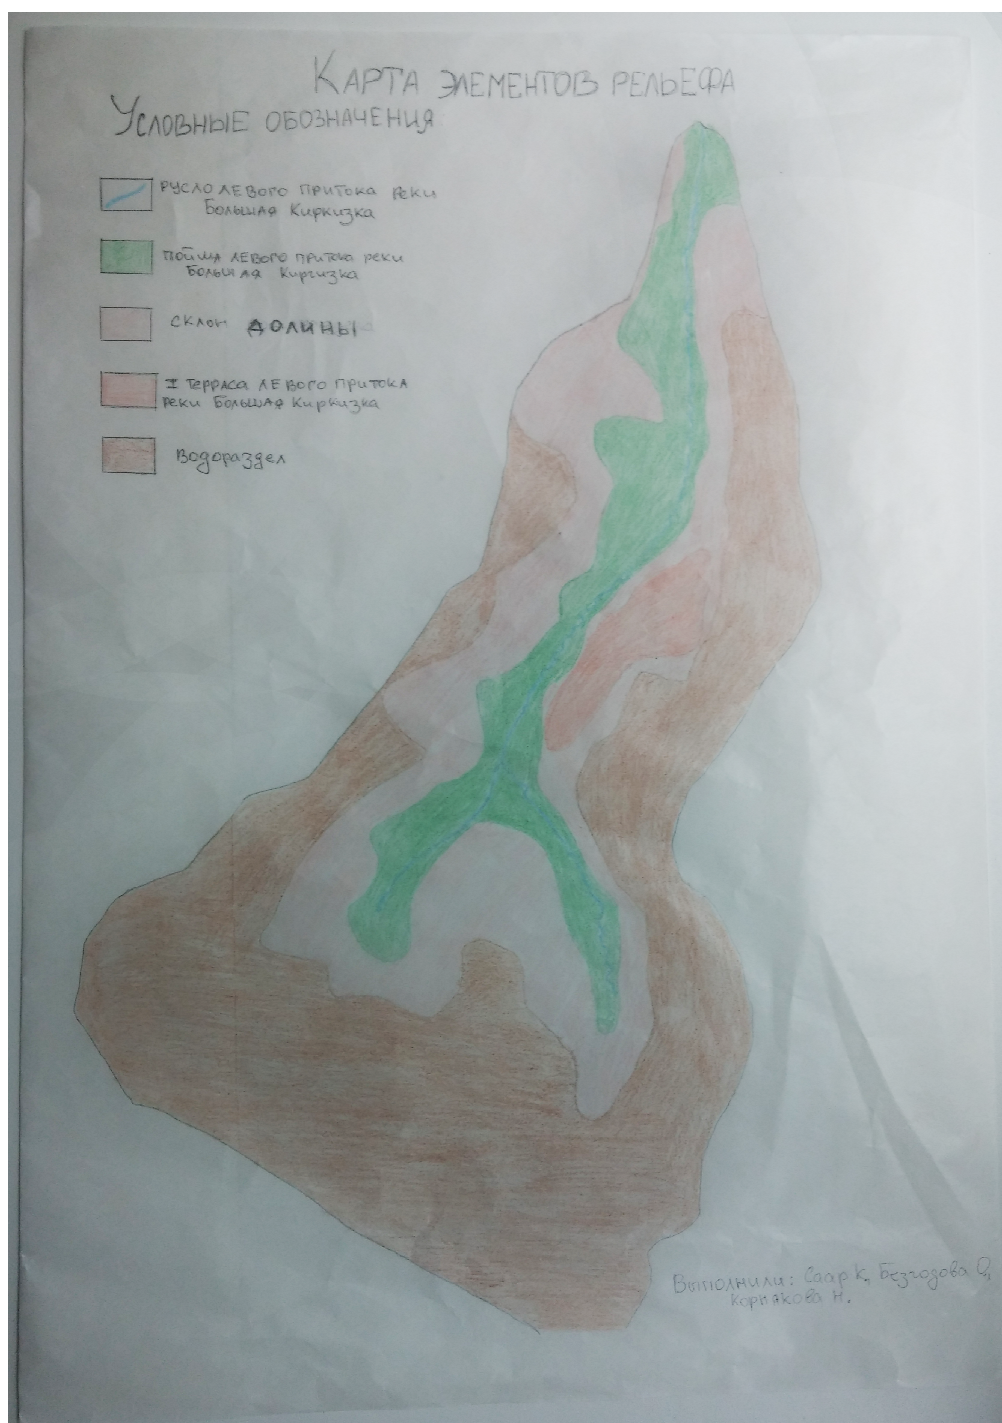 Карта элементов рельефа
Условные обозначения:
русло левого притока реки
Большая Киркизка
пойма левого притока реки
Большая Киргизка
склон долины
I терраса левого притока
реки Большая Киркизка
Водораздел
Выполнили: Саар К, Безгодова О,
Корнякова Н.